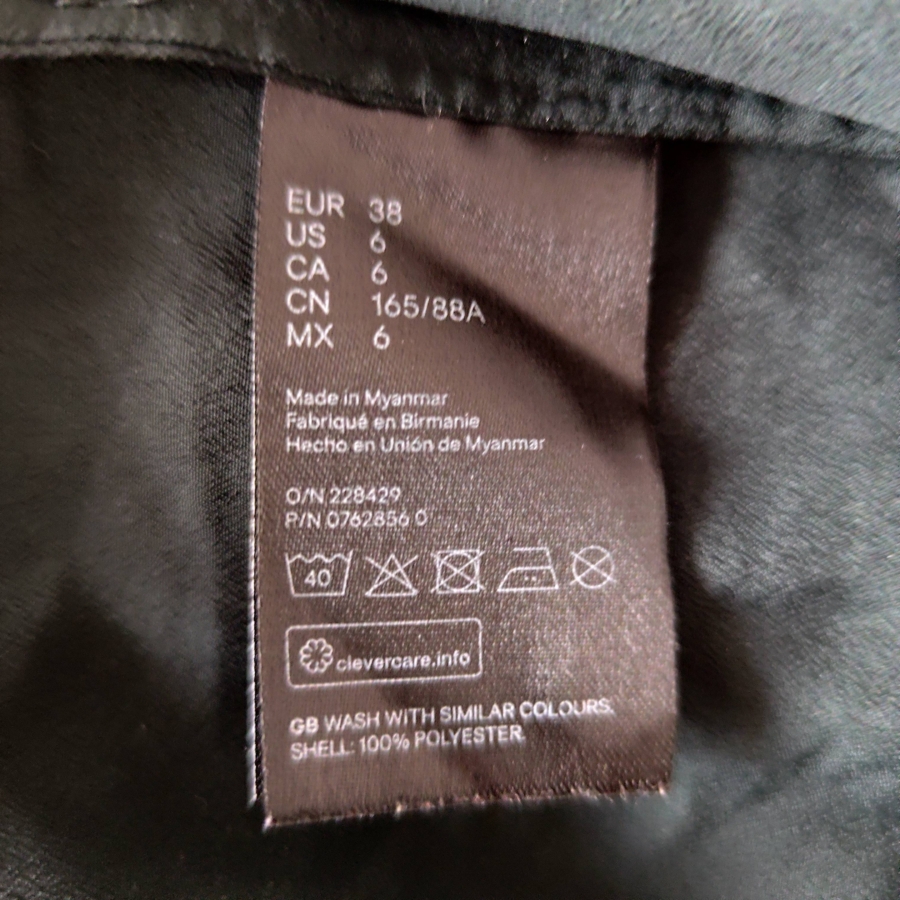 EUR 38
US 6
CA 6
CN 165/88A
MX 6
Made in Myanmar
Fabriqué en Birmanie
Hecho en Unión de Myanmar
O/N 228429
P/N 0762856 0
40
clevercare.info
GB WASH WITH SIMILAR COLOURS.
SHELL: 100% POLYESTER.